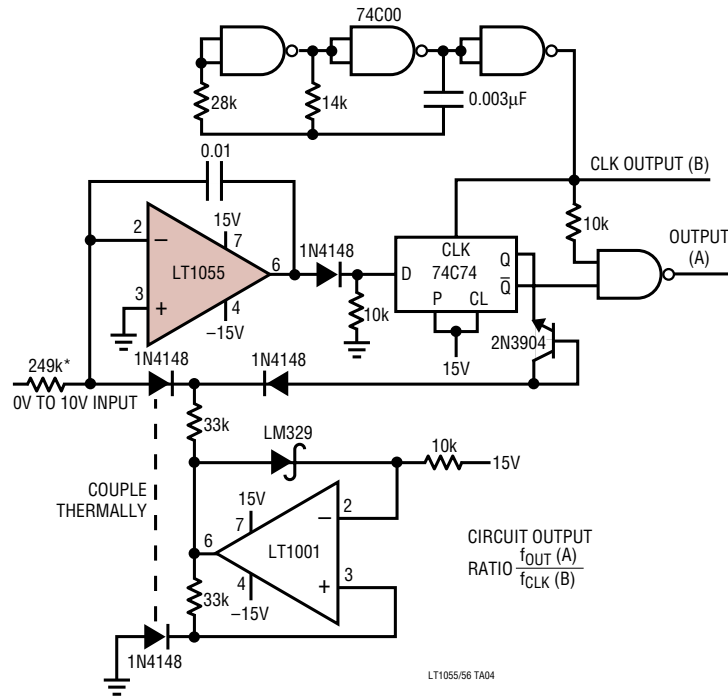 74C00
28k
14k
0.003µF
0.01
CLK OUTPUT (B)
2
15V
7
6
1N4148
LT1055
3
4
–15V
10k
CLK
D
74C74
Q
Q̅
P
CL
15V
10k
OUTPUT
(A)
2N3904
249k*
1N4148
1N4148
0V TO 10V INPUT
33k
LM329
10k
15V
COUPLE
THERMALLY
15V
7
2
6
LT1001
4
3
–15V
33k
1N4148
CIRCUIT OUTPUT
RATIO fOUT (A)
fCLK (B)
LT1055/56 TA04